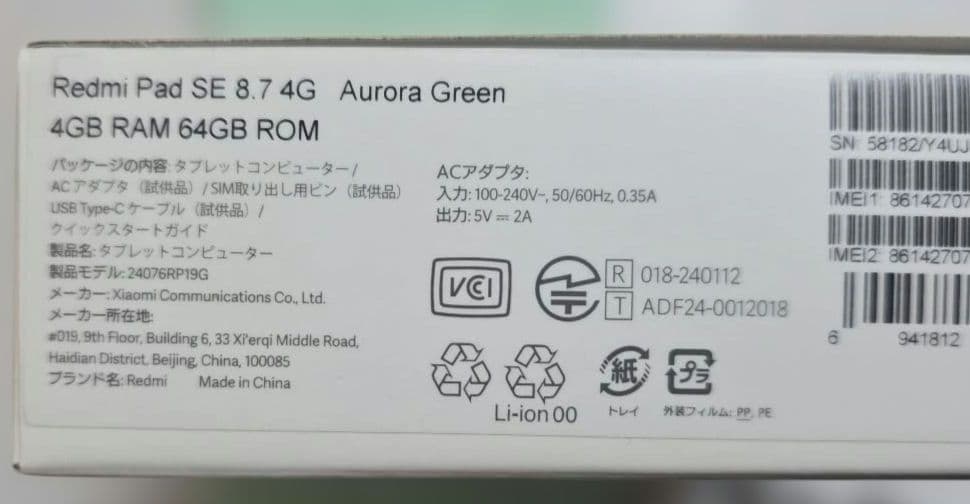 Redmi Pad SE 8.7 4G Aurora Green
4GB RAM 64GB ROM
パッケージの内容: タブレットコンピューター /
ACアダプタ（試供品）/ SIM取り出し用ピン（試供品）
USB Type-C ケーブル（試供品）/
クイックスタートガイド
製品名: タブレットコンピューター
製品モデル: 24076RP19G
メーカー: Xiaomi Communications Co., Ltd.
メーカー所在地:
#019, 9th Floor, Building 6, 33 Xi'erqi Middle Road,
Haidian District, Beijing, China, 100085
ブランド名: Redmi Made in China
ACアダプタ:
入力: 100-240V~, 50/60Hz, 0.35A
出力: 5V⎓2A
VCCI
R 018-240112
T ADF24-0012018
Li-ion 00
紙
トレイ
プラ
外装フィルム: PP, PE
SN: 58182/Y4UJ
IMEI1: 86142707
IMEI2: 86142707
6 941812